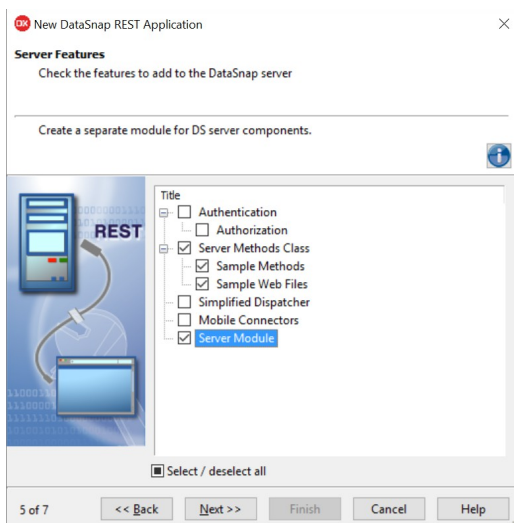 DX New DataSnap REST Application
Server Features
Check the features to add to the DataSnap server
Create a separate module for DS server components.
REST
Title
Authentication
Authorization
Server Methods Class
Sample Methods
Sample Web Files
Simplified Dispatcher
Mobile Connectors
Server Module
Select / deselect all
5 of 7
<< Back
Next >>
Finish
Cancel
Help